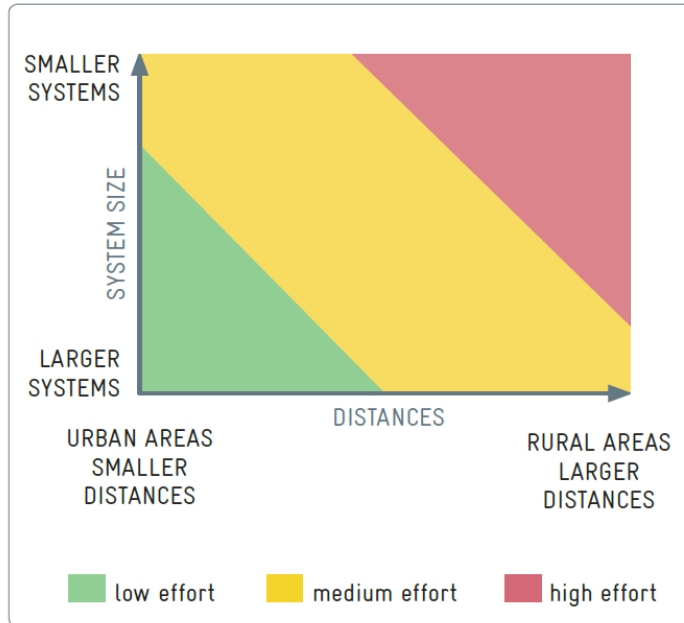 SMALLER
SYSTEMS
SYSTEM SIZE
LARGER
SYSTEMS
DISTANCES
URBAN AREAS
SMALLER
DISTANCES
RURAL AREAS
LARGER
DISTANCES
low effort
medium effort
high effort